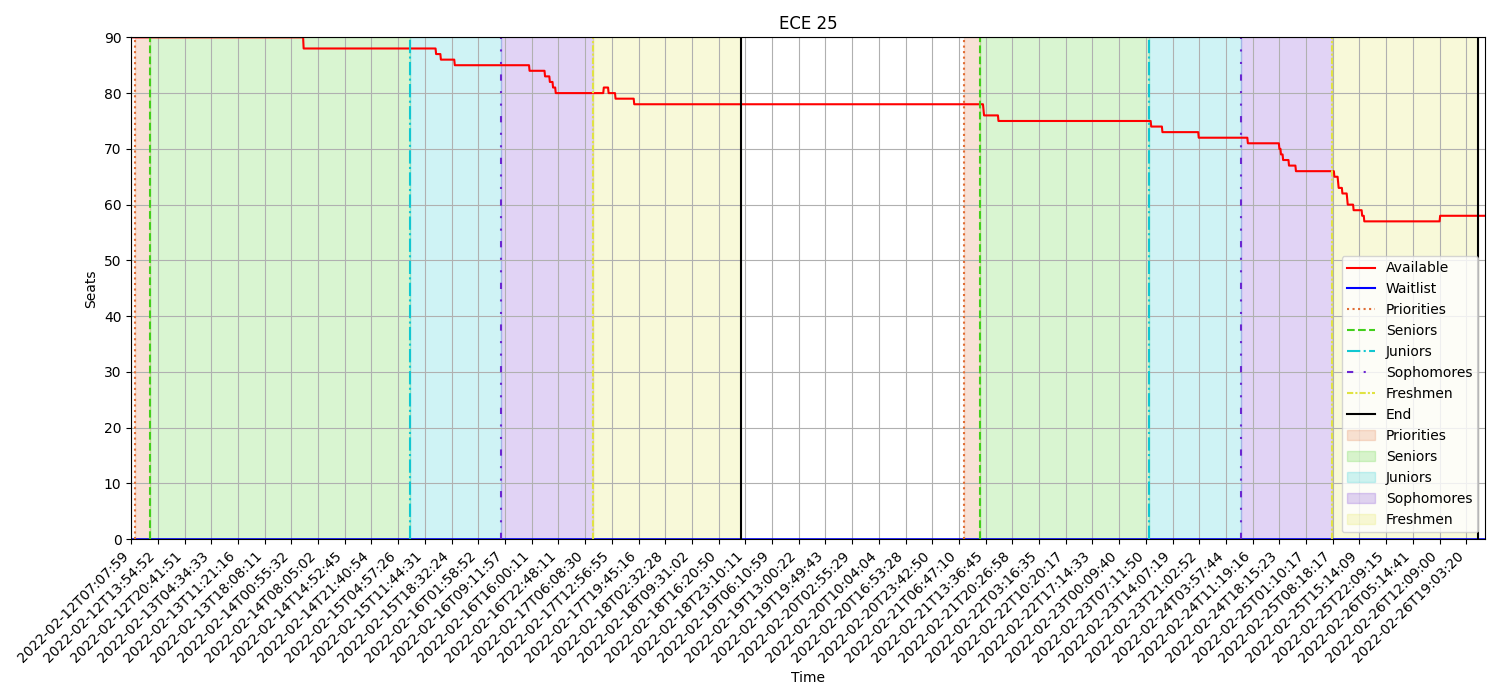 ECE 25
Seats
90
80
70
60
50
40
30
20
10
0
Available
Waitlist
Priorities
Seniors
Juniors
Sophomores
Freshmen
End
Priorities
Seniors
Juniors
Sophomores
Freshmen
2022-02-12T07:07:59
2022-02-12T13:54:52
2022-02-12T20:41:51
2022-02-13T04:34:33
2022-02-13T11:21:16
2022-02-13T18:08:11
2022-02-14T00:55:32
2022-02-14T08:05:02
2022-02-14T14:52:45
2022-02-14T21:40:54
2022-02-15T04:57:26
2022-02-15T11:44:31
2022-02-15T18:32:24
2022-02-16T01:58:52
2022-02-16T09:11:57
2022-02-16T16:00:11
2022-02-16T22:48:11
2022-02-17T06:08:30
2022-02-17T12:56:55
2022-02-17T19:45:16
2022-02-18T02:32:28
2022-02-18T09:31:02
2022-02-18T16:20:50
2022-02-18T23:10:11
2022-02-19T06:10:59
2022-02-19T13:00:22
2022-02-19T19:49:43
2022-02-20T02:55:29
2022-02-20T10:04:04
2022-02-20T16:53:28
2022-02-20T23:42:50
2022-02-21T06:47:10
2022-02-21T13:36:45
2022-02-21T20:26:58
2022-02-22T03:16:35
2022-02-22T10:20:17
2022-02-22T17:14:33
2022-02-23T00:09:40
2022-02-23T07:11:50
2022-02-23T14:07:19
2022-02-23T21:02:52
2022-02-24T03:57:44
2022-02-24T11:19:16
2022-02-24T18:15:23
2022-02-25T01:10:17
2022-02-25T08:18:17
2022-02-25T15:14:09
2022-02-25T22:09:15
2022-02-26T05:14:41
2022-02-26T12:09:00
2022-02-26T19:03:20
Time